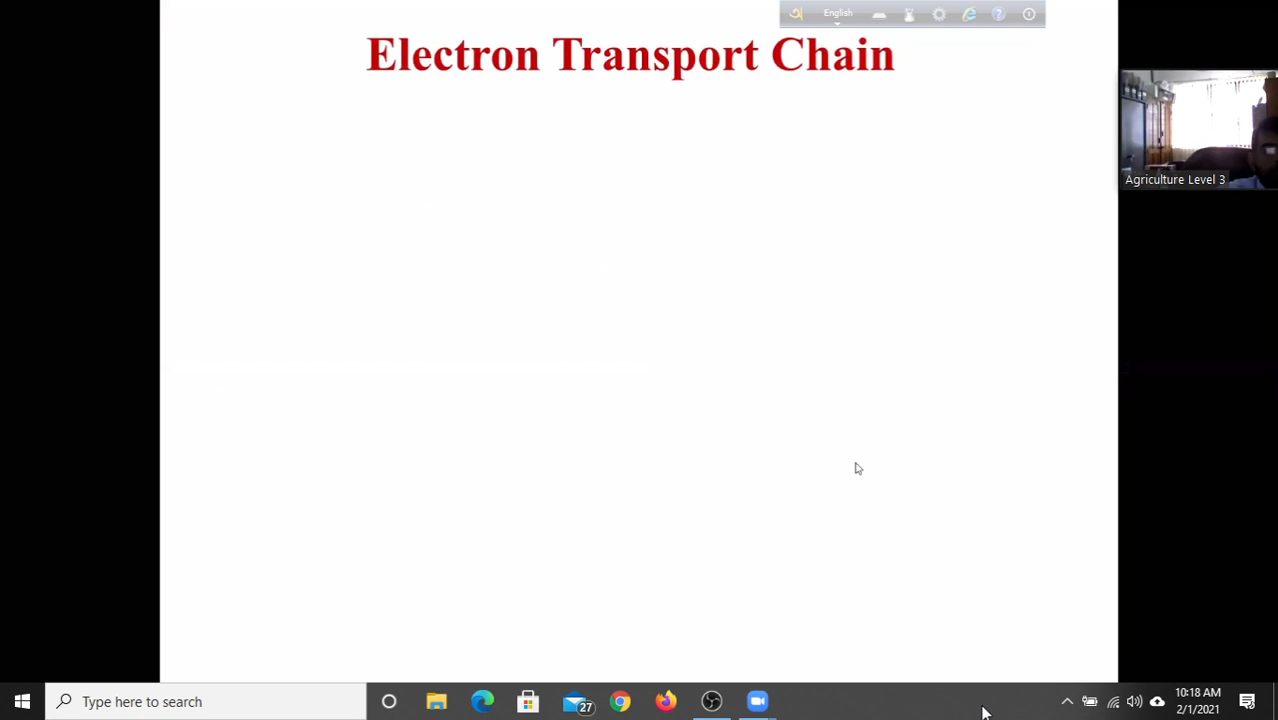 অ English
Electron Transport Chain
Agriculture Level 3
Type here to search
27
10:18 AM
2/1/2021